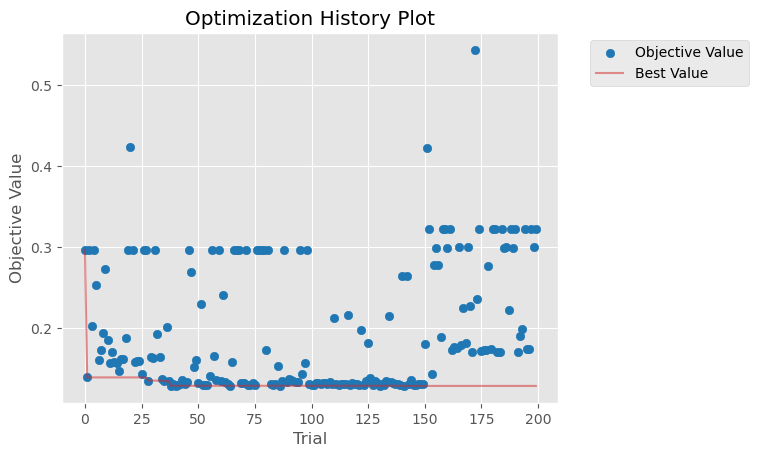 Optimization History Plot
Objective Value
Best Value
0.5
0.4
0.3
0.2
Objective Value
0 25 50 75 100 125 150 175 200
Trial